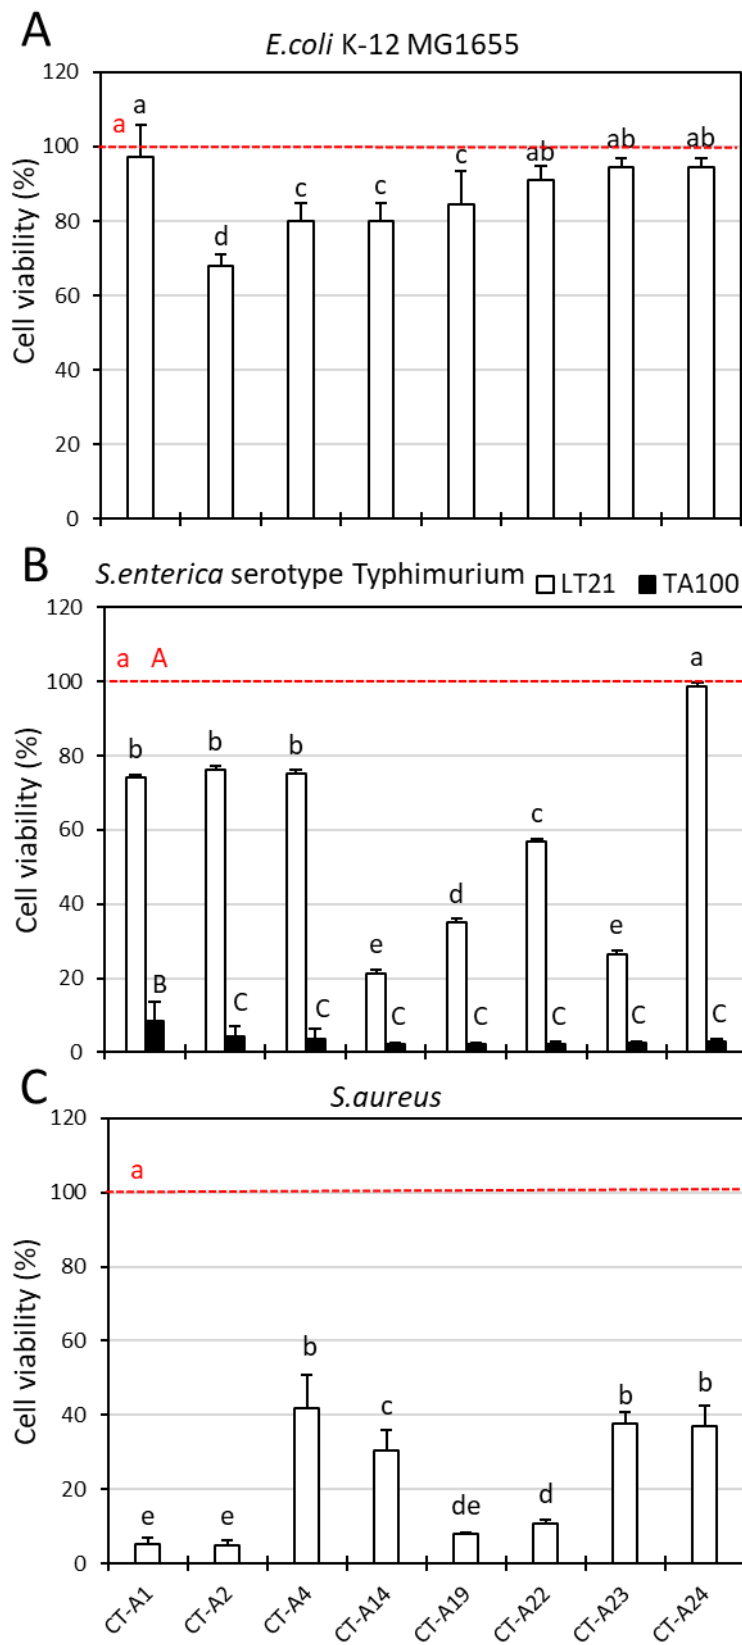 A
E.coli K-12 MG1655
Cell viability (%)
120
100
80
60
40
20
0
a
a
d
c
c
c
ab
ab
ab
B
S.enterica serotype Typhimurium LT21 TA100
Cell viability (%)
120
100
80
60
40
20
0
a A
b
B
b
C
b
C
e
C
d
C
c
C
e
C
a
C
C
S.aureus
Cell viability (%)
120
100
80
60
40
20
0
a
e
e
b
c
de
d
b
b
CT-A1
CT-A2
CT-A4
CT-A14
CT-A19
CT-A22
CT-A23
CT-A24